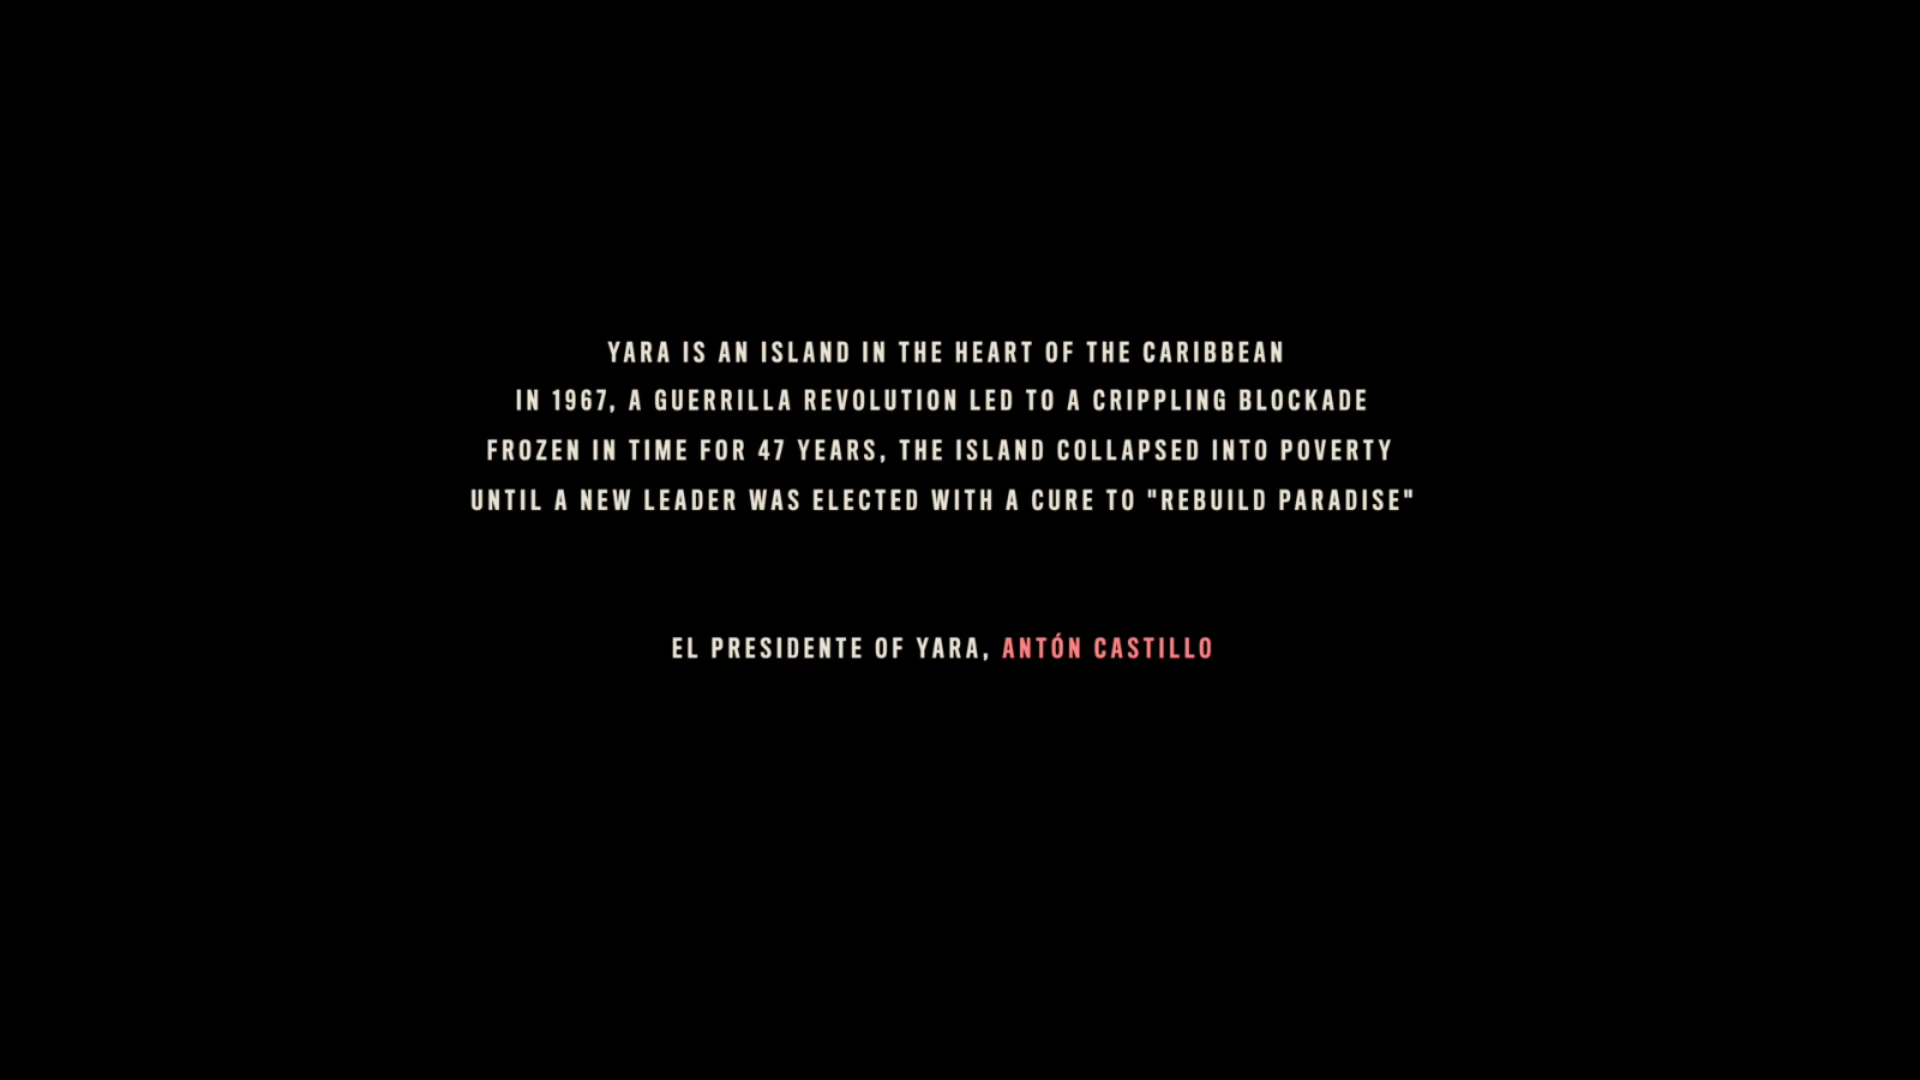 YARA IS AN ISLAND IN THE HEART OF THE CARIBBEAN
IN 1967, A GUERRILLA REVOLUTION LED TO A CRIPPLING BLOCKADE
FROZEN IN TIME FOR 47 YEARS, THE ISLAND COLLAPSED INTO POVERTY
UNTIL A NEW LEADER WAS ELECTED WITH A CURE TO "REBUILD PARADISE"
EL PRESIDENTE OF YARA, ANTÓN CASTILLO